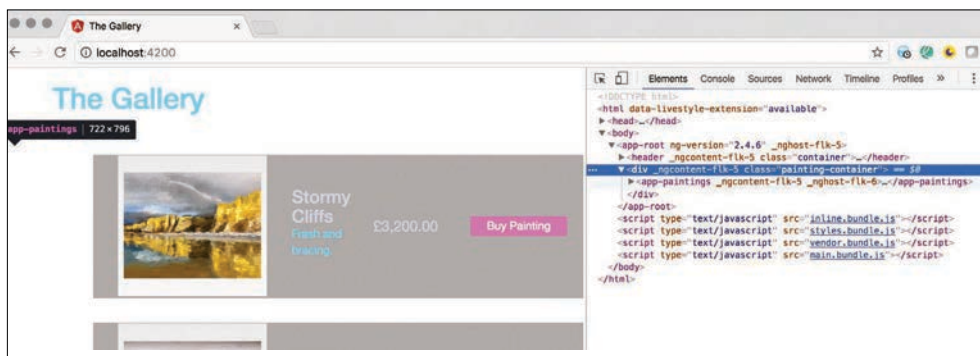 The Gallery ×
localhost:4200
Elements Console Sources Network Timeline Profiles »
The Gallery
app-paintings | 722×796
Stormy
Cliffs
Fresh and
bracing.
£3,200.00
Buy Painting
<!DOCTYPE html>
<html data-livestyle-extension="available">
▶<head>…</head>
▼<body>
▼<app-root ng-version="2.4.6" _nghost-flk-5>
▶<header _ngcontent-flk-5 class="container">…</header>
… ▼<div _ngcontent-flk-5 class="painting-container"> == $0
▶<app-paintings _ngcontent-flk-5 _nghost-flk-6>…</app-paintings>
</div>
</app-root>
<script type="text/javascript" src="inline.bundle.js"></script>
<script type="text/javascript" src="styles.bundle.js"></script>
<script type="text/javascript" src="vendor.bundle.js"></script>
<script type="text/javascript" src="main.bundle.js"></script>
</body>
</html>